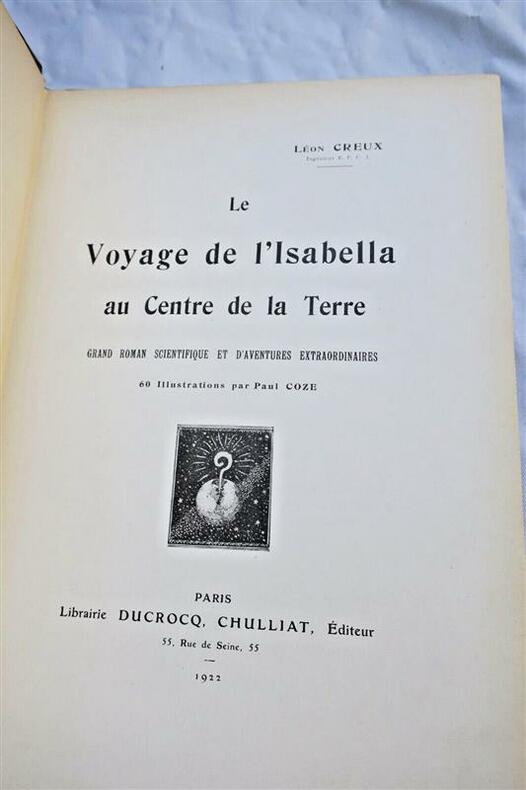 Léon CREUX
Ingénieur E. P. C. I.
Le
Voyage de l'Isabella
au Centre de la Terre
GRAND ROMAN SCIENTIFIQUE ET D'AVENTURES EXTRAORDINAIRES
60 Illustrations par Paul COZE
?
PARIS
Librairie DUCROCQ, CHULLIAT, Éditeur
55, Rue de Seine, 55
1922